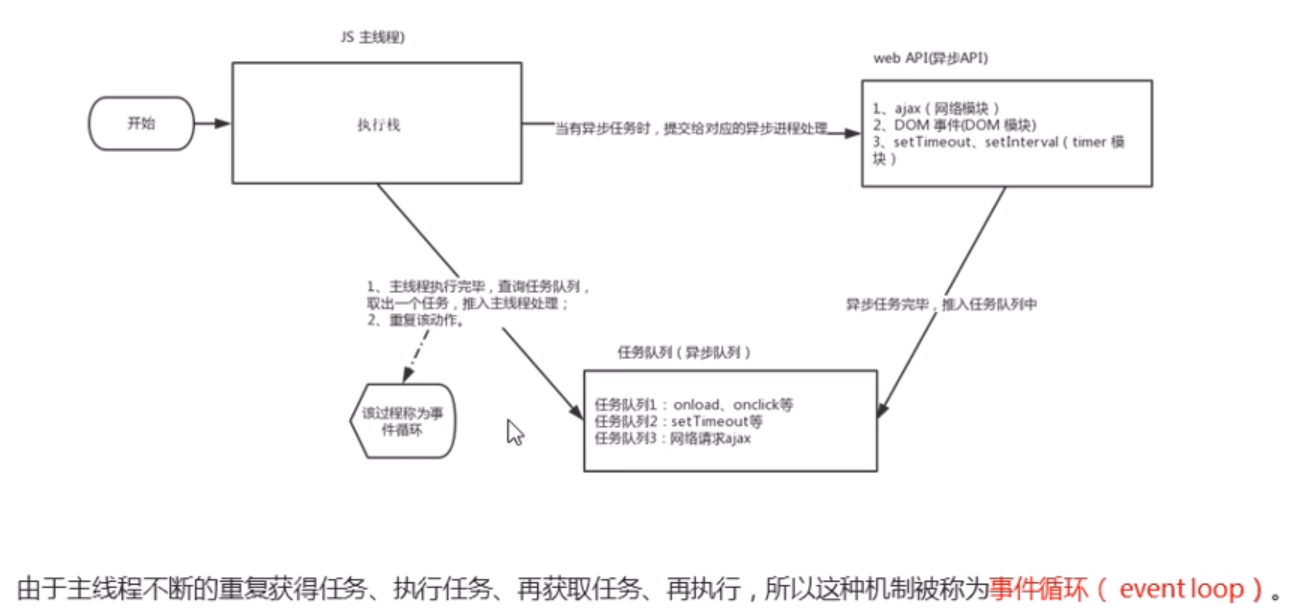 JS 主线程)
web API(异步API)
开始
执行栈
当有异步任务时，提交给对应的异步进程处理
1、ajax（网络模块）
2、DOM 事件(DOM 模块)
3、setTimeout、setInterval（timer 模
块）
1、主线程执行完毕，查询任务队列，
取出一个任务，推入主线程处理；
2、重复该动作。
异步任务完毕，推入任务队列中
该过程称为事
件循环
任务队列（异步队列）
任务队列1：onload、onclick等
任务队列2：setTimeout等
任务队列3：网络请求ajax
由于主线程不断的重复获得任务、执行任务、再获取任务、再执行，所以这种机制被称为事件循环（ event loop）。